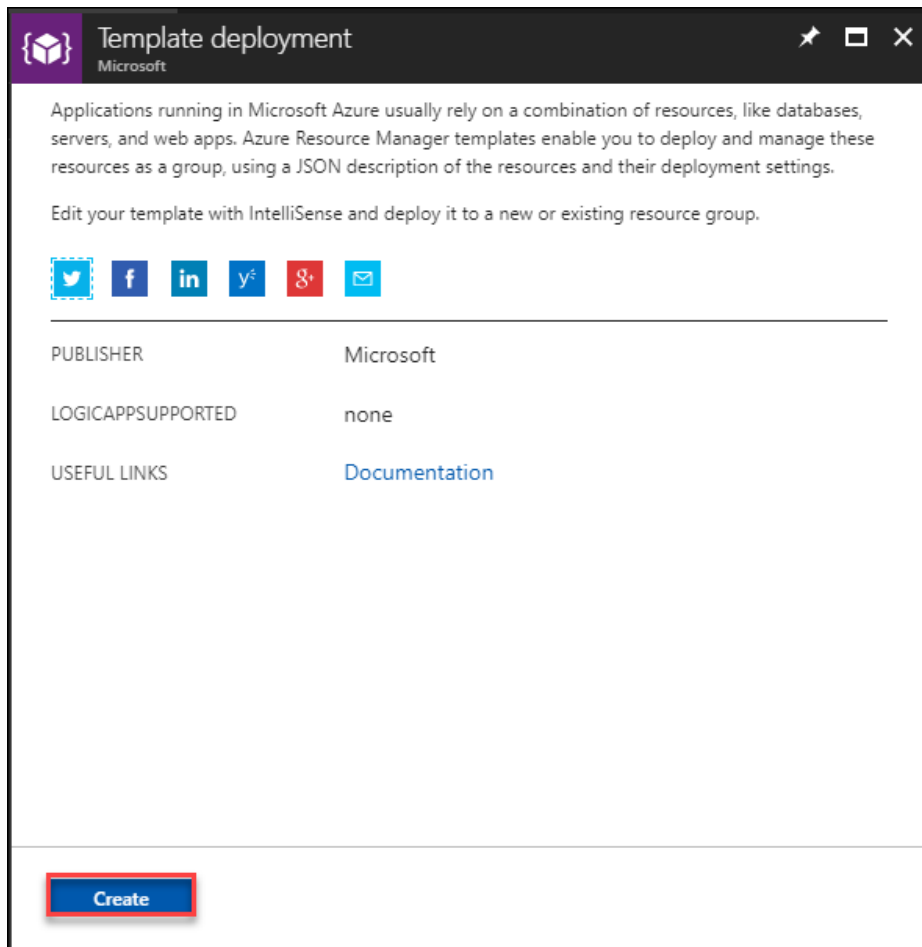 Template deployment
Microsoft
Applications running in Microsoft Azure usually rely on a combination of resources, like databases,
servers, and web apps. Azure Resource Manager templates enable you to deploy and manage these
resources as a group, using a JSON description of the resources and their deployment settings.
Edit your template with IntelliSense and deploy it to a new or existing resource group.
f in y g+
PUBLISHER Microsoft
LOGICAPPSUPPORTED none
USEFUL LINKS Documentation
Create